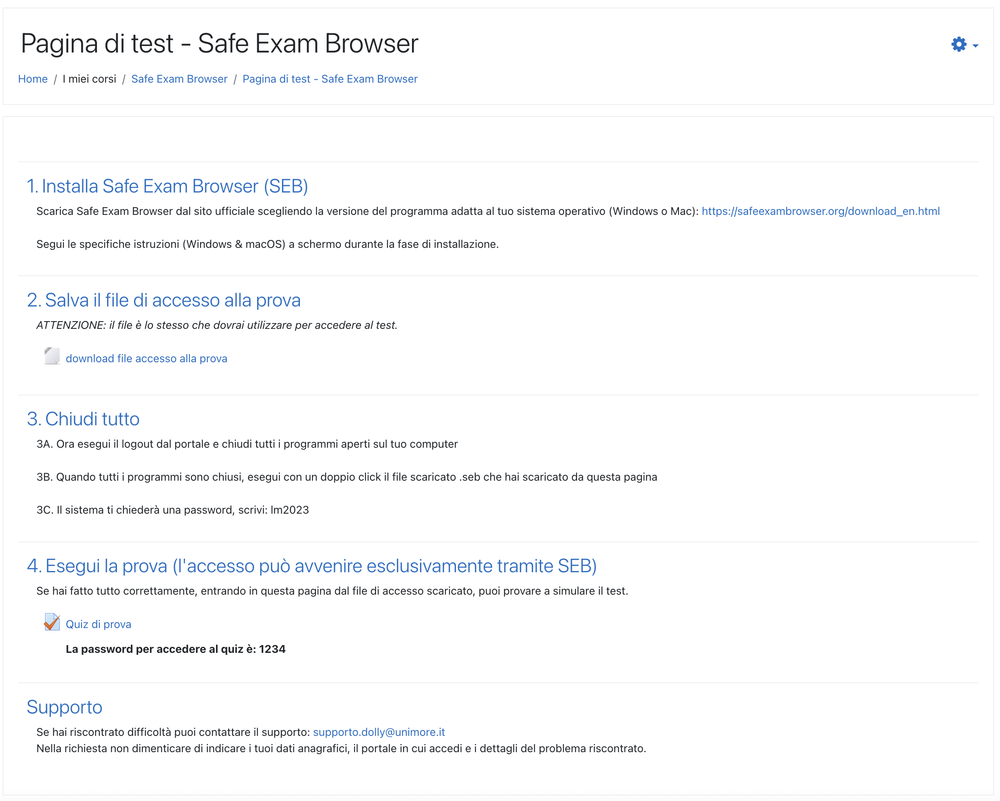 Pagina di test - Safe Exam Browser
Home / I miei corsi / Safe Exam Browser / Pagina di test - Safe Exam Browser
1. Installa Safe Exam Browser (SEB)
Scarica Safe Exam Browser dal sito ufficiale scegliendo la versione del programma adatta al tuo sistema operativo (Windows o Mac): https://safeexambrowser.org/download_en.html
Segui le specifiche istruzioni (Windows & macOS) a schermo durante la fase di installazione.
2. Salva il file di accesso alla prova
ATTENZIONE: il file è lo stesso che dovrai utilizzare per accedere al test.
download file accesso alla prova
3. Chiudi tutto
3A. Ora esegui il logout dal portale e chiudi tutti i programmi aperti sul tuo computer
3B. Quando tutti i programmi sono chiusi, esegui con un doppio click il file scaricato .seb che hai scaricato da questa pagina
3C. Il sistema ti chiederà una password, scrivi: lm2023
4. Esegui la prova (l'accesso può avvenire esclusivamente tramite SEB)
Se hai fatto tutto correttamente, entrando in questa pagina dal file di accesso scaricato, puoi provare a simulare il test.
Quiz di prova
La password per accedere al quiz è: 1234
Supporto
Se hai riscontrato difficoltà puoi contattare il supporto: supporto.dolly@unimore.it
Nella richiesta non dimenticare di indicare i tuoi dati anagrafici, il portale in cui accedi e i dettagli del problema riscontrato.